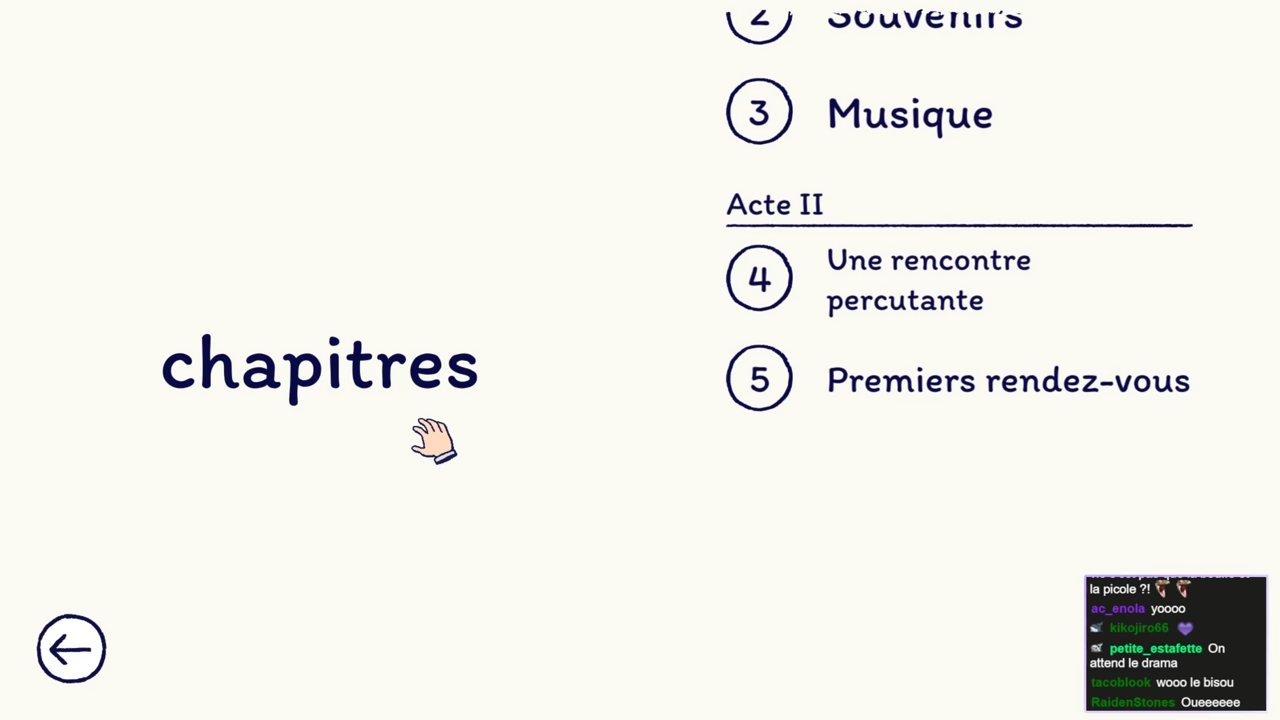 2 Souvenirs
3 Musique
Acte II
4 Une rencontre
percutante
5 Premiers rendez-vous
chapitres
la picole ?!
ac_enola yoooo
kikojiro66
petite_estafette On
attend le drama
tacoblook wooo le bisou
RaidenStones Oueeeeee